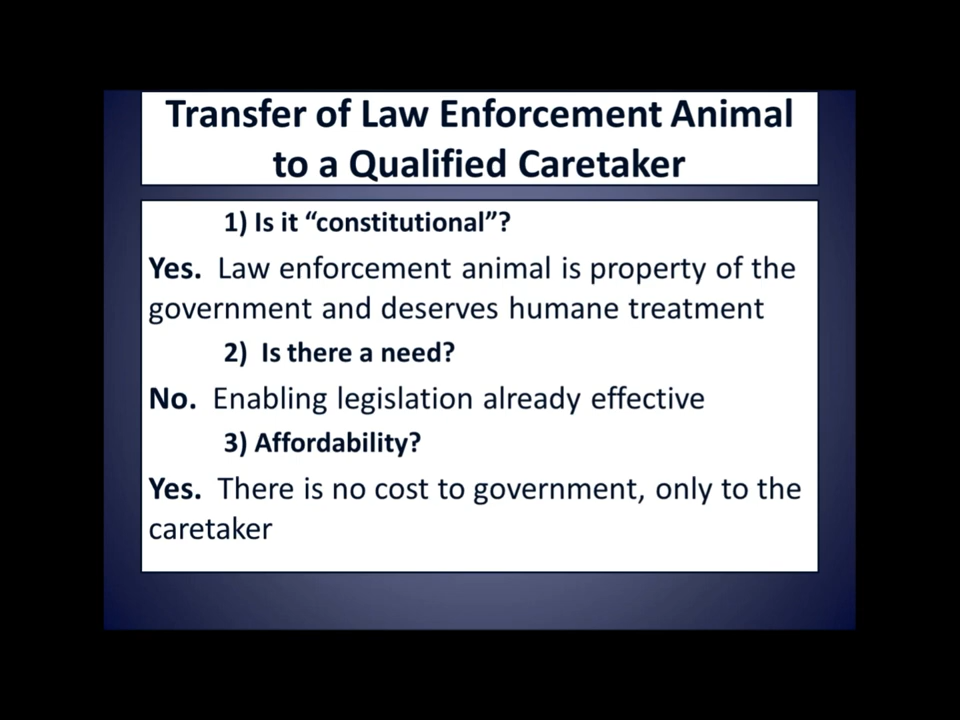 Transfer of Law Enforcement Animal
to a Qualified Caretaker
1) Is it “constitutional”?
Yes. Law enforcement animal is property of the
government and deserves humane treatment
2) Is there a need?
No. Enabling legislation already effective
3) Affordability?
Yes. There is no cost to government, only to the
caretaker